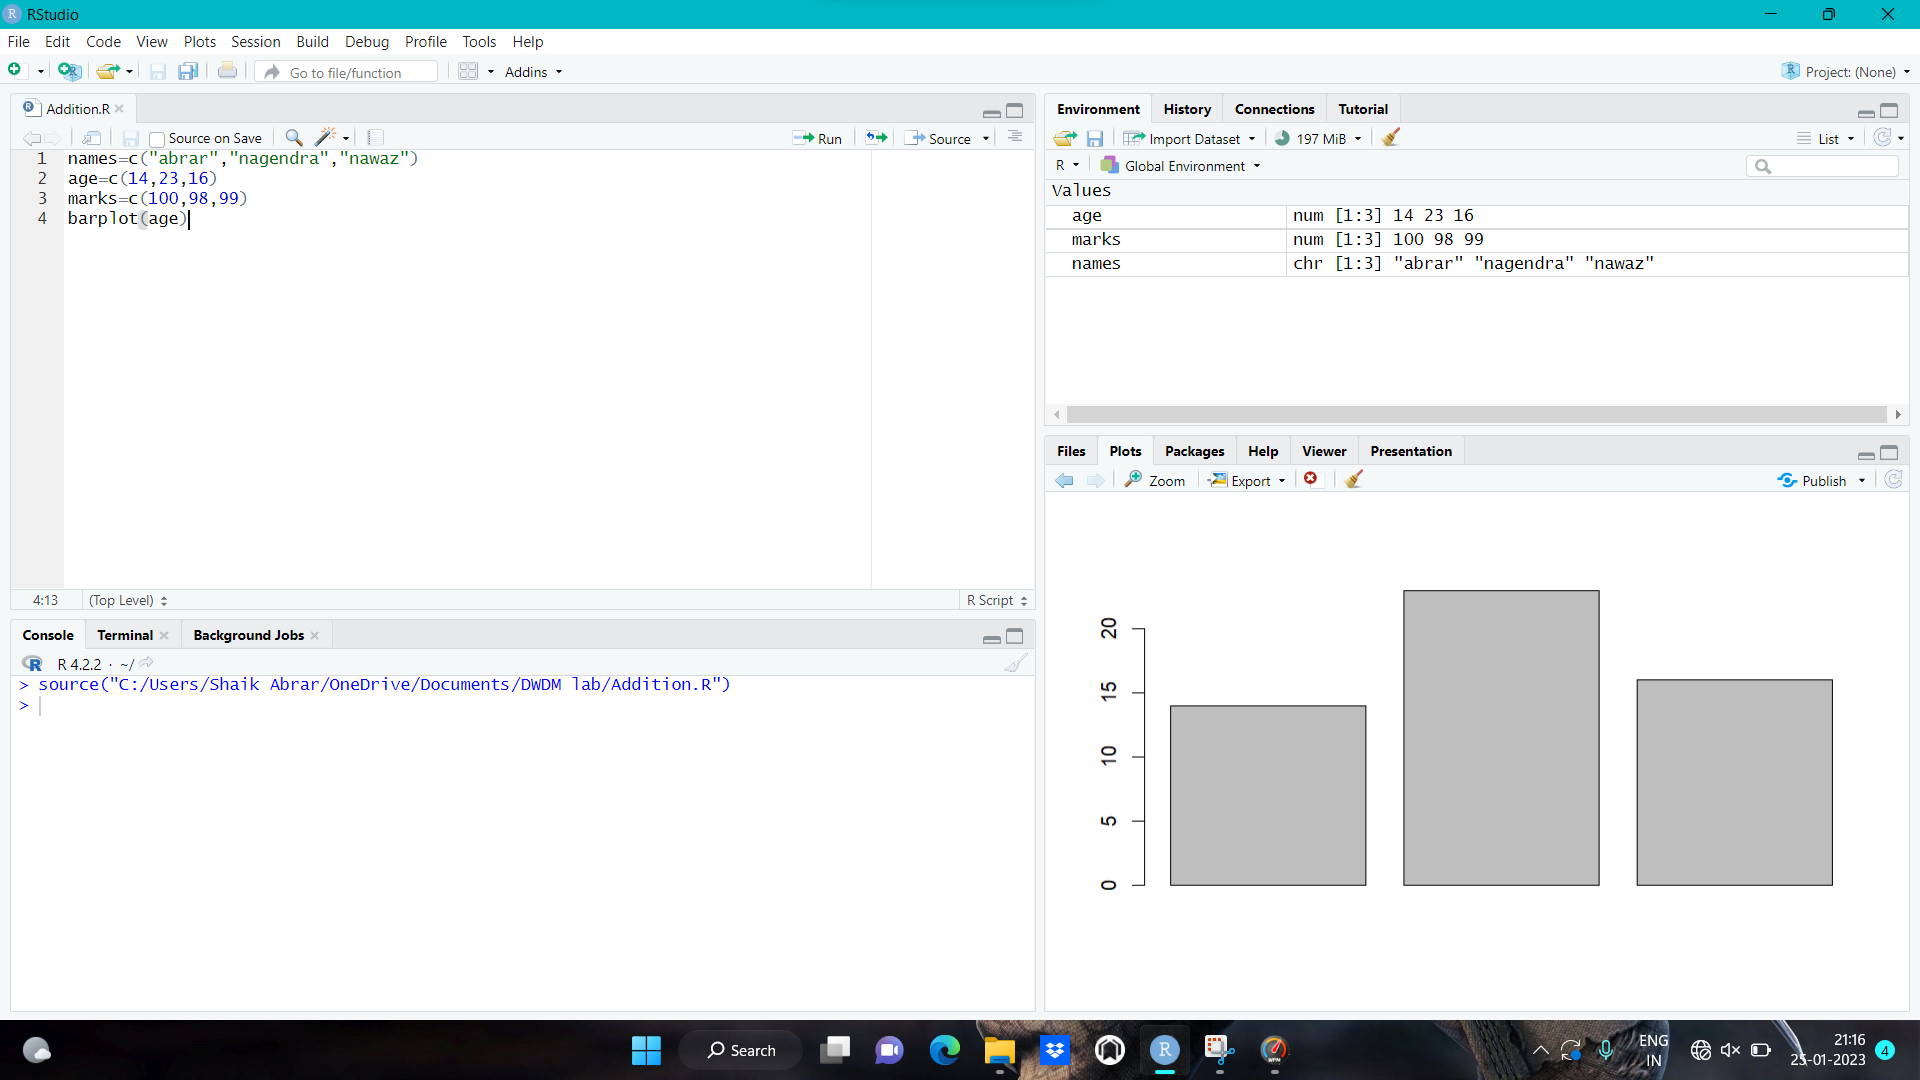 RStudio
File Edit Code View Plots Session Build Debug Profile Tools Help
Go to file/function Addins Project: (None)
Addition.R
Source on Save Run Source
1 names=c("abrar","nagendra","nawaz")
2 age=c(14,23,16)
3 marks=c(100,98,99)
4 barplot(age)
4:13 (Top Level) R Script
Console Terminal Background Jobs
R 4.2.2 · ~/
> source("C:/Users/Shaik Abrar/OneDrive/Documents/DWDM lab/Addition.R")
>
Environment History Connections Tutorial
Import Dataset 197 MiB List
R Global Environment
Values
age num [1:3] 14 23 16
marks num [1:3] 100 98 99
names chr [1:3] "abrar" "nagendra" "nawaz"
Files Plots Packages Help Viewer Presentation
Zoom Export Publish
20
15
10
5
0
Search
ENG
IN
21:16
25-01-2023
4